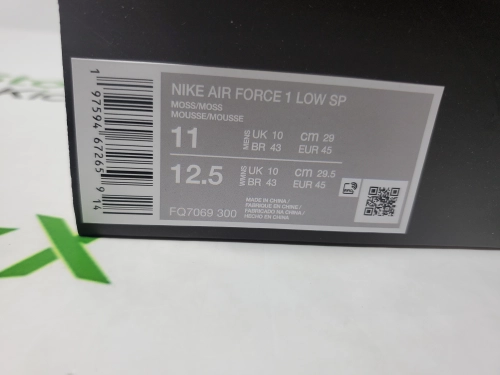 NIKE AIR FORCE 1 LOW SP
MOSS/MOSS
MOUSSE/MOUSSE
11 MENS UK 10 cm 29
BR 43 EUR 45
12.5 WMNS UK 10 cm 29.5
BR 43 EUR 45
FQ7069 300
MADE IN CHINA /
FABRIQUE EN CHINE /
FABRICADO NA CHINA /
HECHO EN CHINA
1 97594 67265 9 14
X